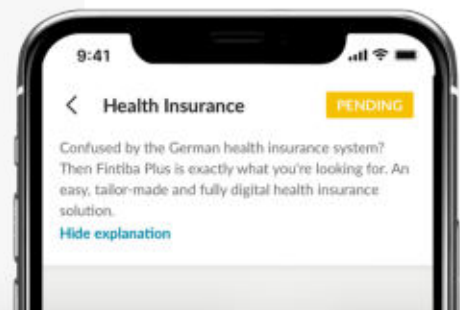 9:41
Health Insurance
PENDING
Confused by the German health insurance system?
Then Fintiba Plus is exactly what you're looking for. An
easy, tailor-made and fully digital health insurance
solution.
Hide explanation